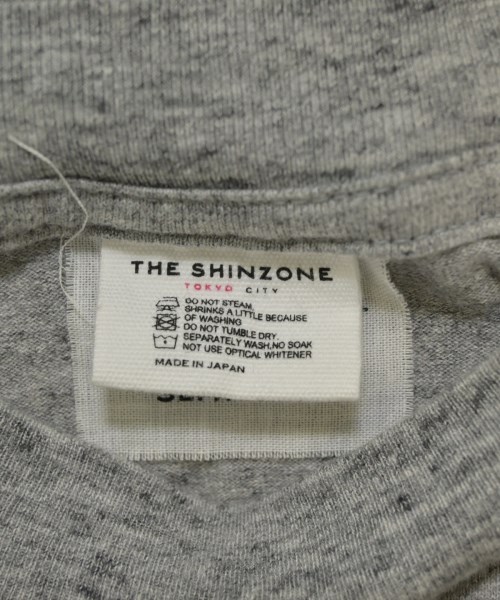 THE SHINZONE
TOKYO CITY
DO NOT STEAM.
SHRINKS A LITTLE BECAUSE
OF WASHING
DO NOT TUMBLE DRY.
SEPARATELY WASH,NO SOAK
NOT USE OPTICAL WHITENER
MADE IN JAPAN